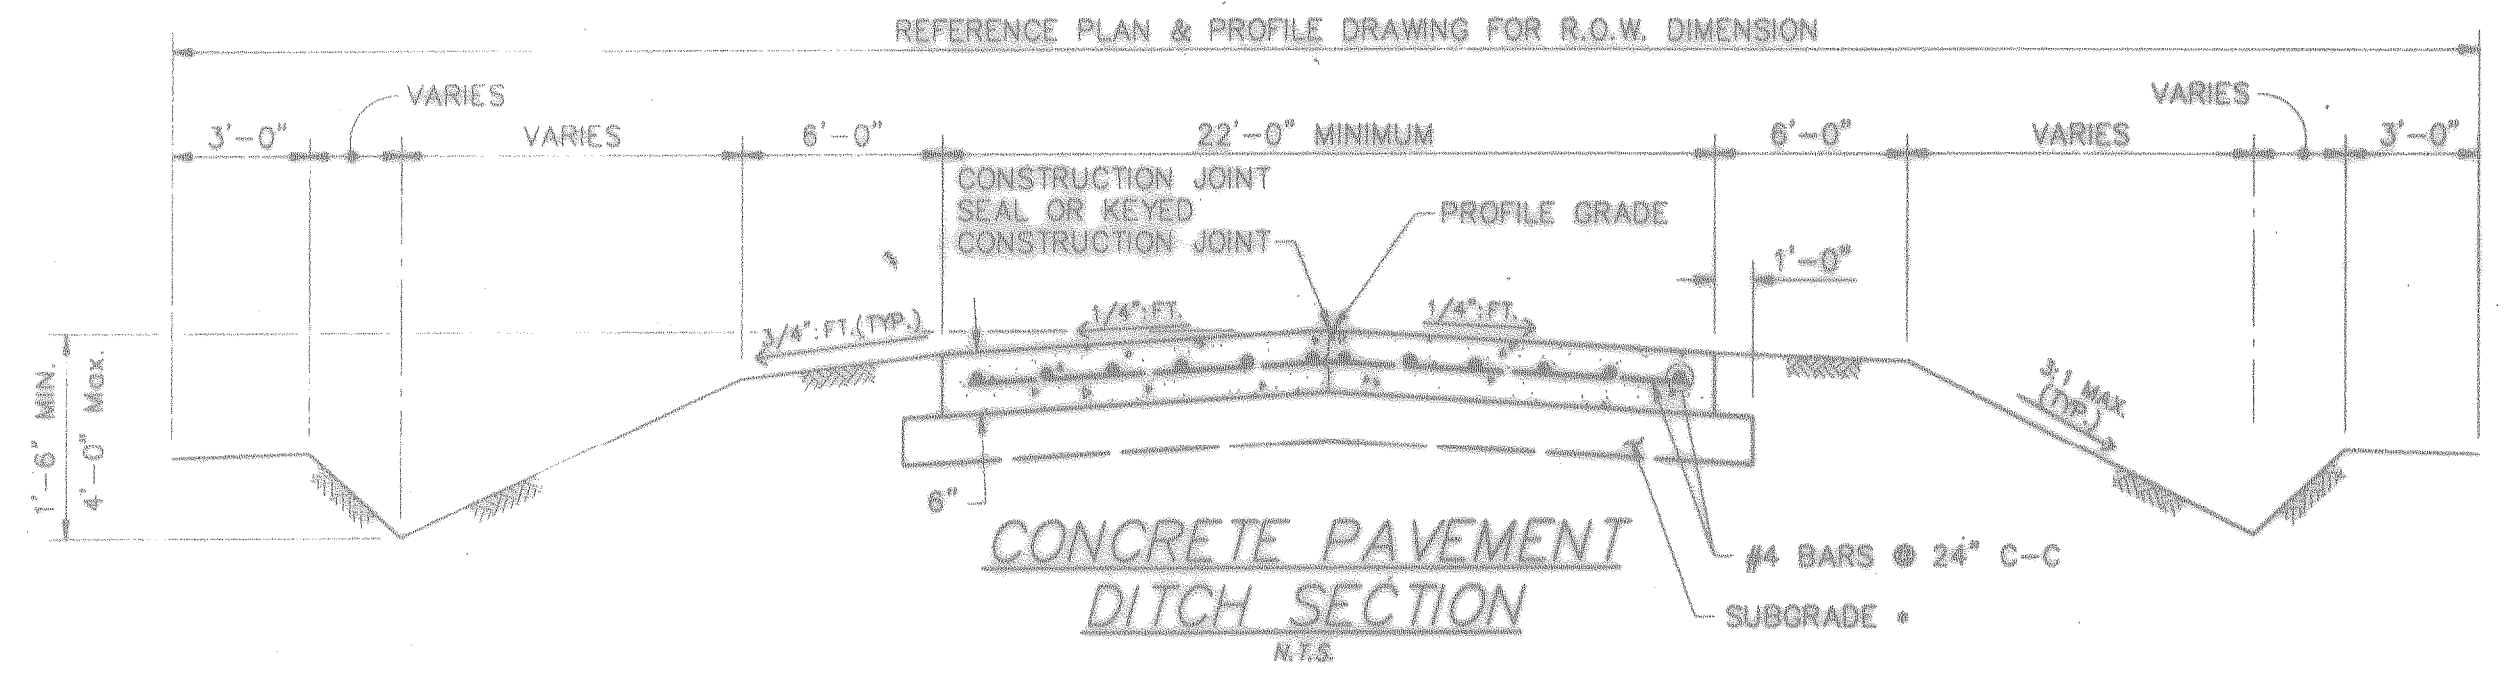 REFERENCE PLAN & PROFILE DRAWING FOR R.O.W. DIMENSION
VARIES
VARIES
3'-0"
VARIES
6'-0"
22'-0" MINIMUM
6'-0"
VARIES
3'-0"
CONSTRUCTION JOINT
SEAL OR KEYED
CONSTRUCTION JOINT
PROFILE GRADE
1'-0"
3/4":FT.(TYP.)
1/4":FT.
1/4":FT.
1'-6" MIN.
4'-0" Max.
3:1 MAX
(TYP.)
6"
CONCRETE PAVEMENT
DITCH SECTION
N.T.S.
#4 BARS @ 24" C-C
SUBGRADE *